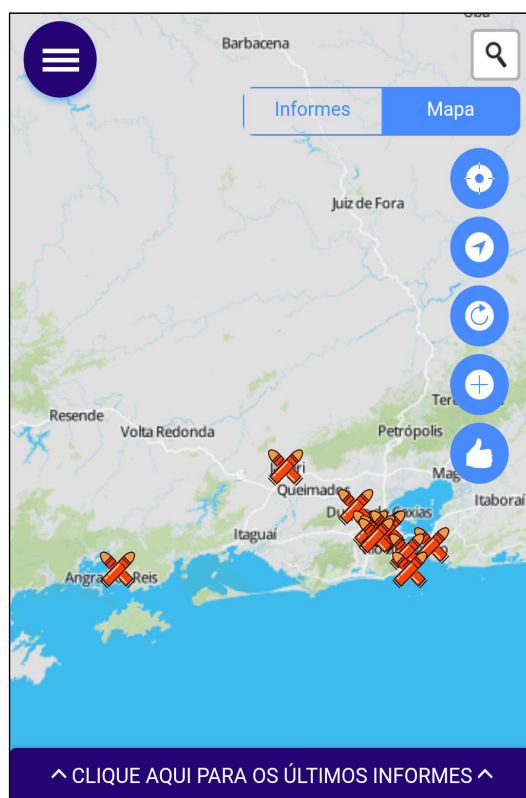 Barbacena
Informes
Mapa
Juiz de Fora
Resende
Volta Redonda
Petrópolis
Queimados
Itaboraí
Itaguaí
^ CLIQUE AQUI PARA OS ÚLTIMOS INFORMES ^